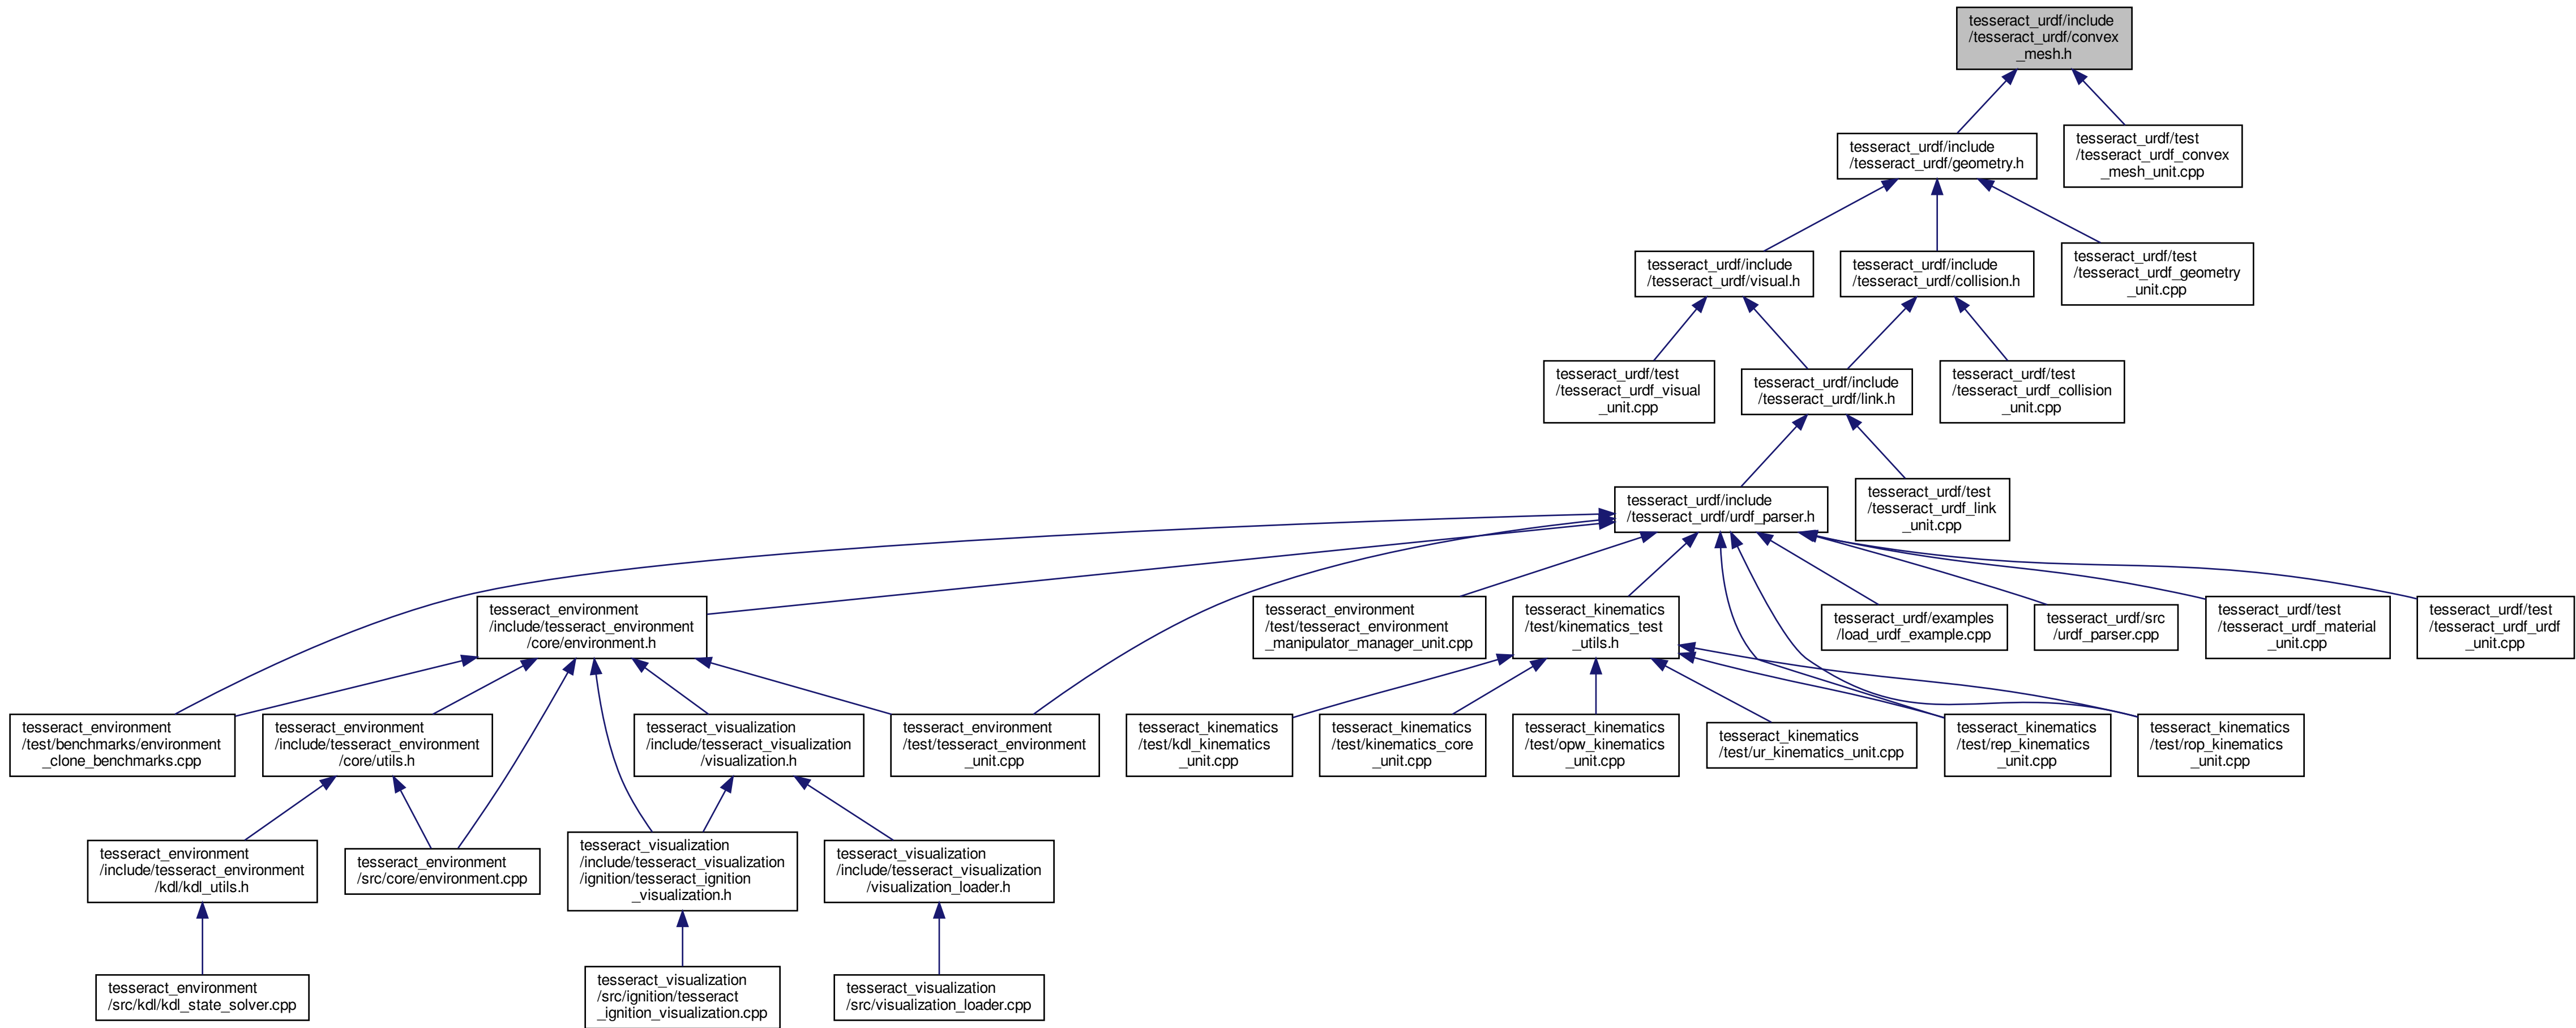 tesseract_urdf/include
/tesseract_urdf/convex
_mesh.h
tesseract_urdf/include
/tesseract_urdf/geometry.h
tesseract_urdf/test
/tesseract_urdf_convex
_mesh_unit.cpp
tesseract_urdf/include
/tesseract_urdf/visual.h
tesseract_urdf/include
/tesseract_urdf/collision.h
tesseract_urdf/test
/tesseract_urdf_geometry
_unit.cpp
tesseract_urdf/test
/tesseract_urdf_visual
_unit.cpp
tesseract_urdf/include
/tesseract_urdf/link.h
tesseract_urdf/test
/tesseract_urdf_collision
_unit.cpp
tesseract_urdf/include
/tesseract_urdf/urdf_parser.h
tesseract_urdf/test
/tesseract_urdf_link
_unit.cpp
tesseract_environment
/include/tesseract_environment
/core/environment.h
tesseract_environment
/test/tesseract_environment
_manipulator_manager_unit.cpp
tesseract_kinematics
/test/kinematics_test
_utils.h
tesseract_urdf/examples
/load_urdf_example.cpp
tesseract_urdf/src
/urdf_parser.cpp
tesseract_urdf/test
/tesseract_urdf_material
_unit.cpp
tesseract_urdf/test
/tesseract_urdf_urdf
_unit.cpp
tesseract_environment
/test/benchmarks/environment
_clone_benchmarks.cpp
tesseract_environment
/include/tesseract_environment
/core/utils.h
tesseract_visualization
/include/tesseract_visualization
/visualization.h
tesseract_environment
/test/tesseract_environment
_unit.cpp
tesseract_kinematics
/test/kdl_kinematics
_unit.cpp
tesseract_kinematics
/test/kinematics_core
_unit.cpp
tesseract_kinematics
/test/opw_kinematics
_unit.cpp
tesseract_kinematics
/test/ur_kinematics_unit.cpp
tesseract_kinematics
/test/rep_kinematics
_unit.cpp
tesseract_kinematics
/test/rop_kinematics
_unit.cpp
tesseract_environment
/include/tesseract_environment
/kdl/kdl_utils.h
tesseract_environment
/src/core/environment.cpp
tesseract_visualization
/include/tesseract_visualization
/ignition/tesseract_ignition
_visualization.h
tesseract_visualization
/include/tesseract_visualization
/visualization_loader.h
tesseract_environment
/src/kdl/kdl_state_solver.cpp
tesseract_visualization
/src/ignition/tesseract
_ignition_visualization.cpp
tesseract_visualization
/src/visualization_loader.cpp